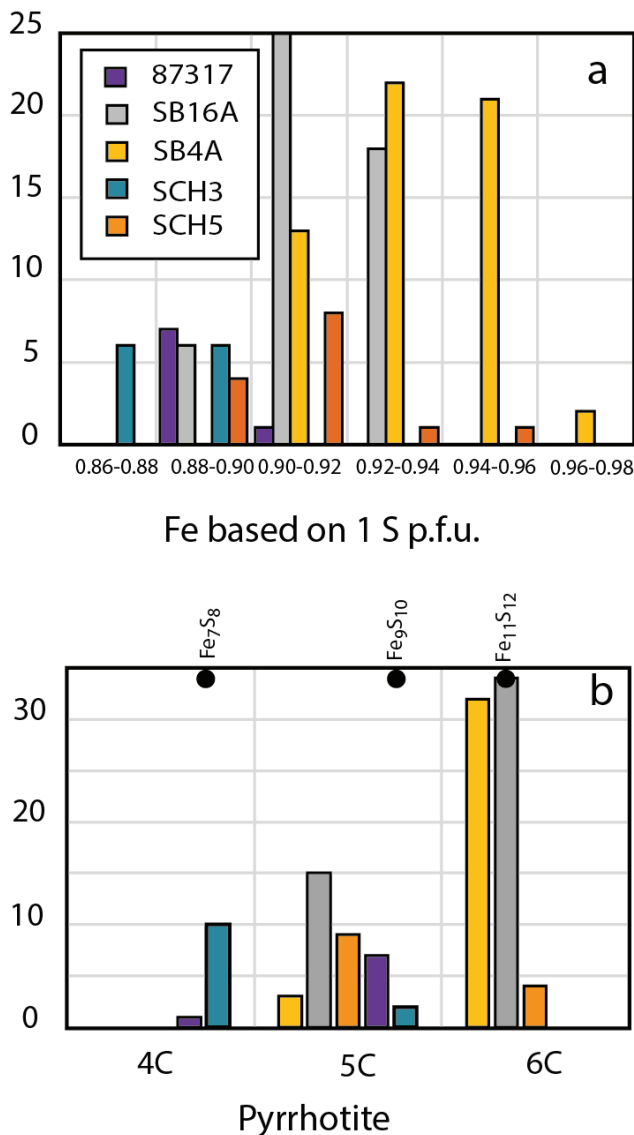 25
a
87317
20
SB16A
SB4A
15
SCH3
SCH5
10
5
0
0.86-0.88 0.88-0.90 0.90-0.92 0.92-0.94 0.94-0.96 0.96-0.98
Fe based on 1 S p.f.u.
Fe₇S₈ Fe₉S₁₀ Fe₁₁S₁₂
b
30
20
10
0
4C 5C 6C
Pyrrhotite